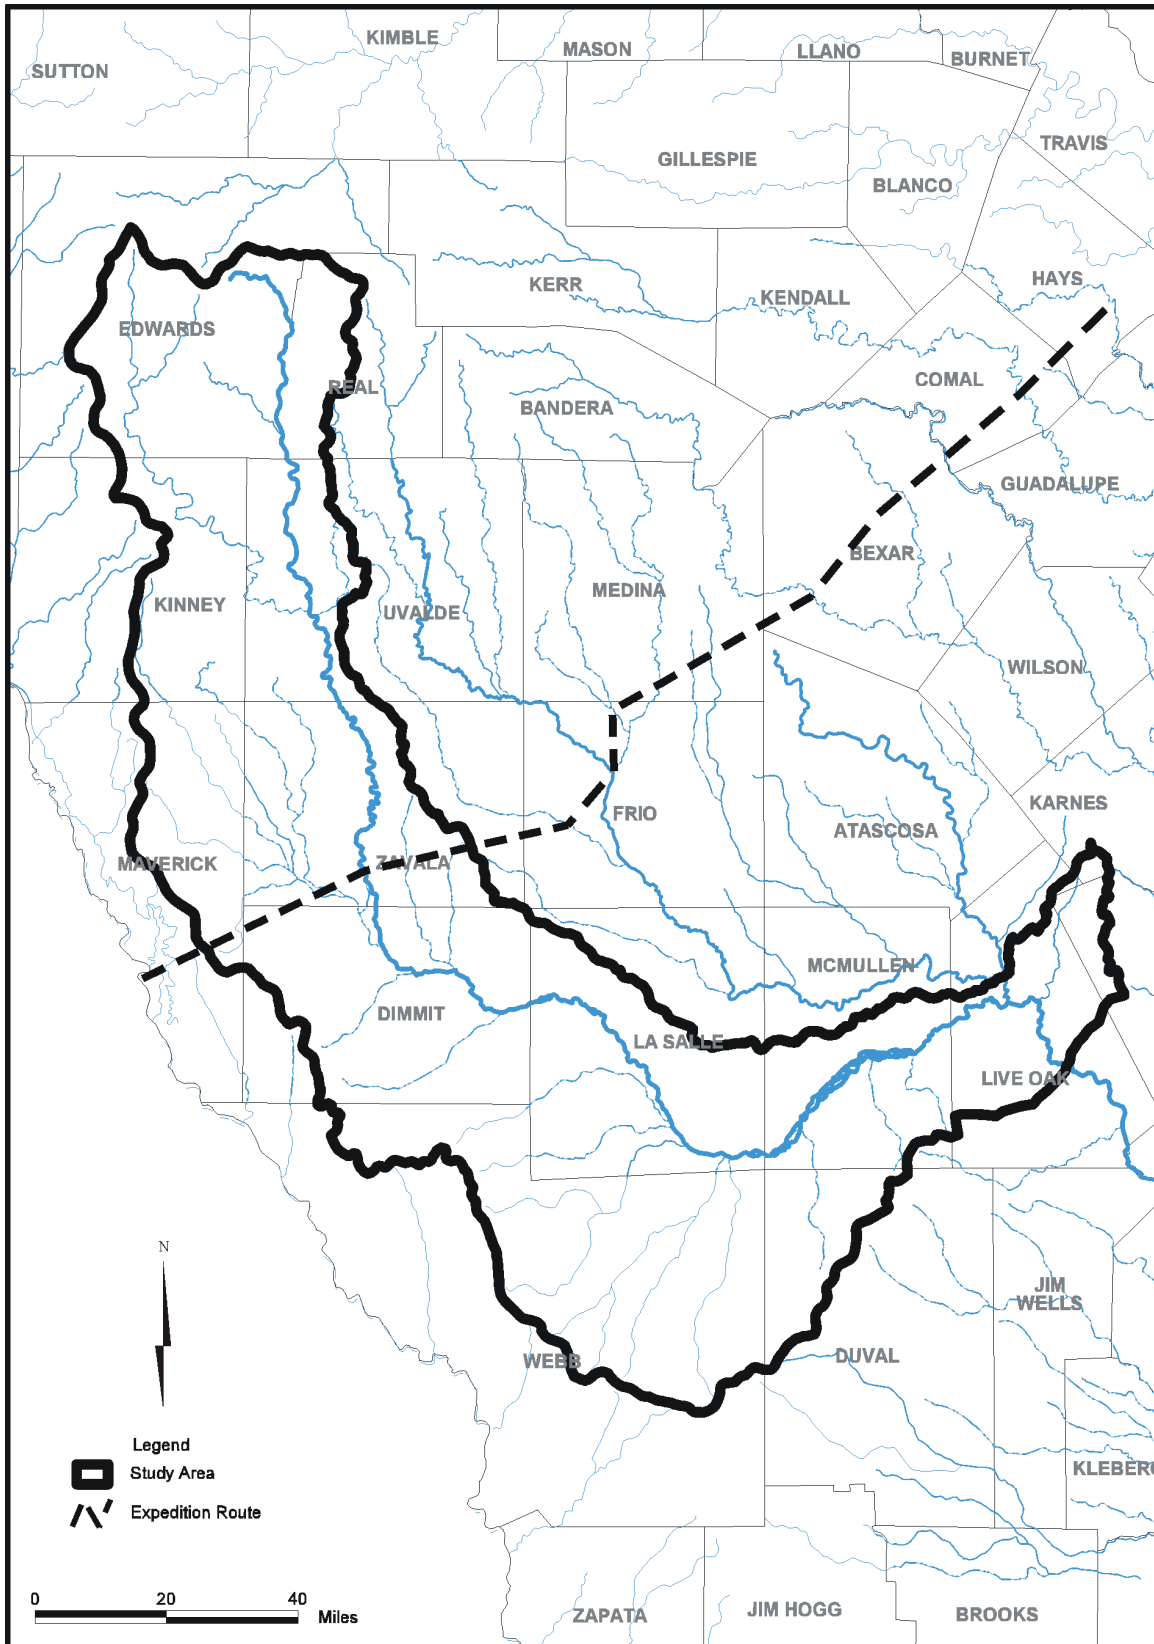 KIMBLE
MASON
LLANO
BURNET
SUTTON
TRAVIS
GILLESPIE
BLANCO
KERR
KENDALL
HAYS
EDWARDS
REAL
COMAL
BANDERA
GUADALUPE
BEXAR
KINNEY
UVALDE
MEDINA
WILSON
FRIO
KARNES
ATASCOSA
MAVERICK
ZAVALA
MCMULLEN
DIMMIT
LA SALLE
LIVE OAK
N
JIM
WELLS
WEBB
DUVAL
Legend
KLEBERG
Study Area
Expedition Route
0 20 40
Miles
ZAPATA
JIM HOGG
BROOKS